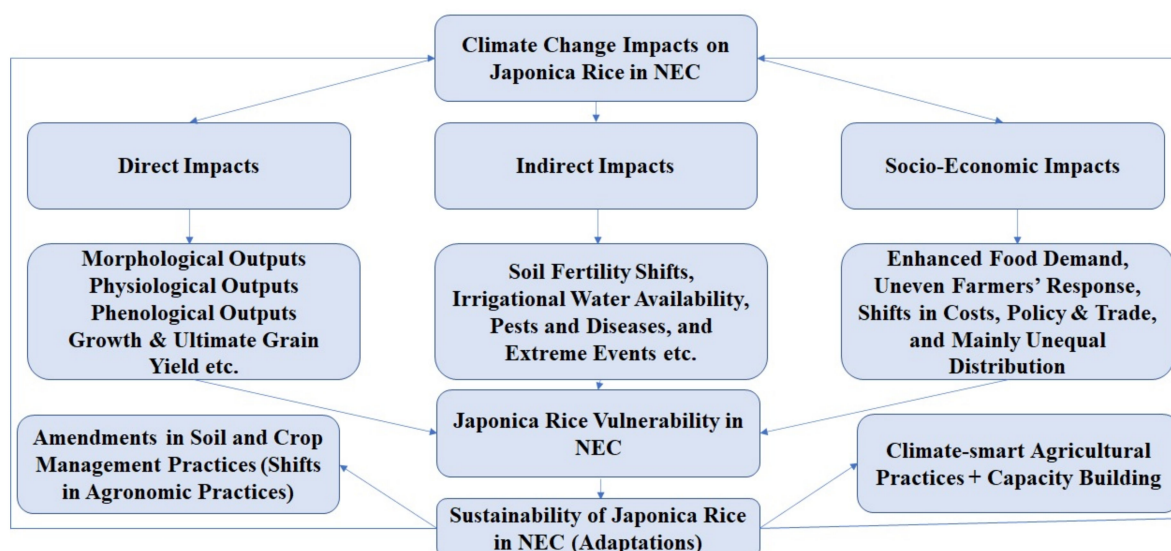 Climate Change Impacts on
Japonica Rice in NEC
Direct Impacts
Indirect Impacts
Socio-Economic Impacts
Morphological Outputs
Physiological Outputs
Phenological Outputs
Growth & Ultimate Grain
Yield etc.
Soil Fertility Shifts,
Irrigational Water Availability,
Pests and Diseases, and
Extreme Events etc.
Enhanced Food Demand,
Uneven Farmers’ Response,
Shifts in Costs, Policy & Trade,
and Mainly Unequal
Distribution
Japonica Rice Vulnerability in
NEC
Amendments in Soil and Crop
Management Practices (Shifts
in Agronomic Practices)
Climate-smart Agricultural
Practices + Capacity Building
Sustainability of Japonica Rice
in NEC (Adaptations)